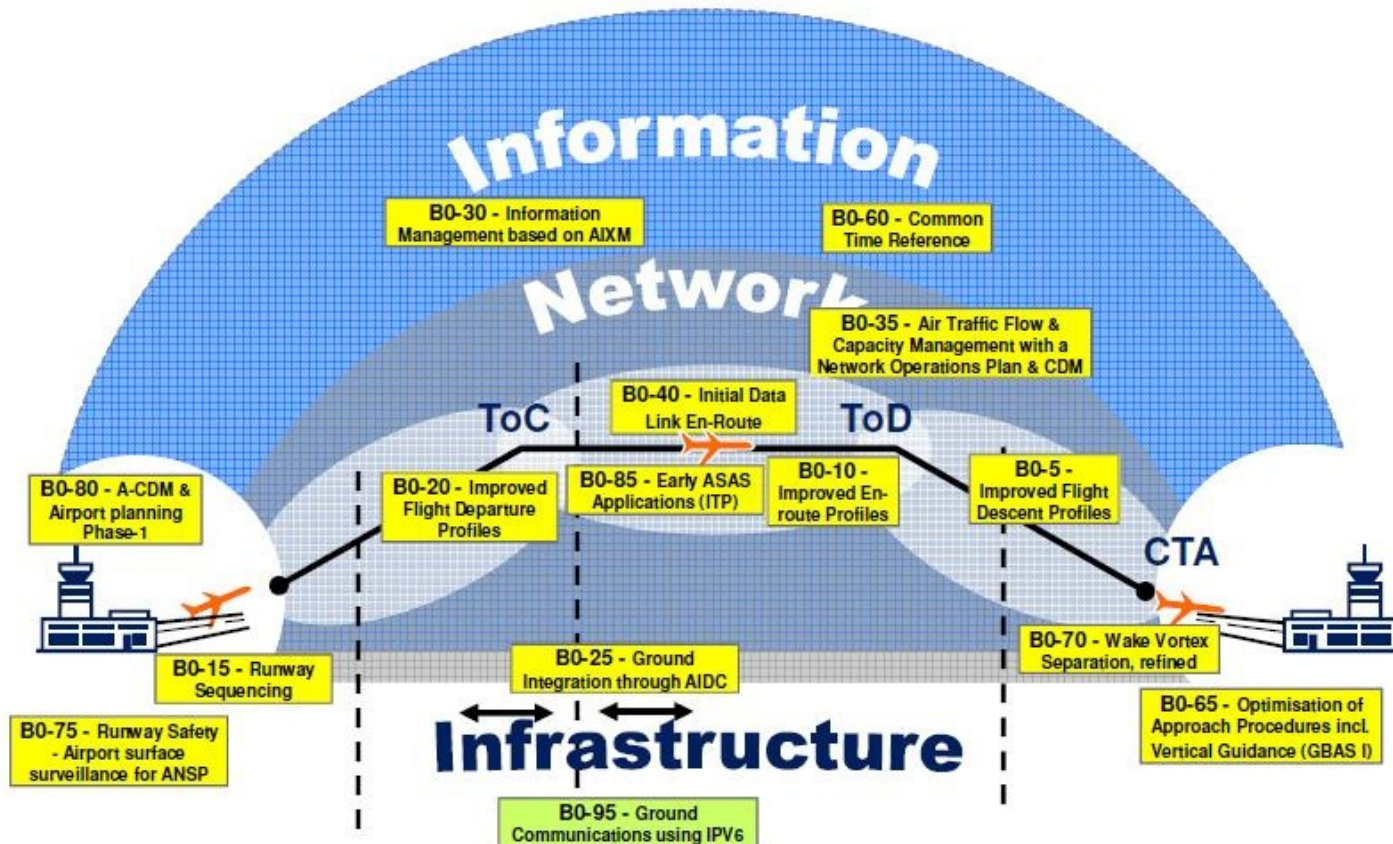 Information
B0-30 - Information
Management based on AIXM
B0-60 - Common
Time Reference
Network
B0-35 - Air Traffic Flow &
Capacity Management with a
Network Operations Plan & CDM
B0-40 - Initial Data
Link En-Route
ToC
ToD
B0-80 - A-CDM &
Airport planning
Phase-1
B0-20 - Improved
Flight Departure
Profiles
B0-85 - Early ASAS
Applications (ITP)
B0-10 -
Improved En-
route Profiles
B0-5 -
Improved Flight
Descent Profiles
CTA
B0-15 - Runway
Sequencing
B0-25 - Ground
Integration through AIDC
B0-70 - Wake Vortex
Separation, refined
B0-75 - Runway Safety
- Airport surface
surveillance for ANSP
B0-65 - Optimisation of
Approach Procedures incl.
Vertical Guidance (GBAS I)
Infrastructure
B0-95 - Ground
Communications using IPV6